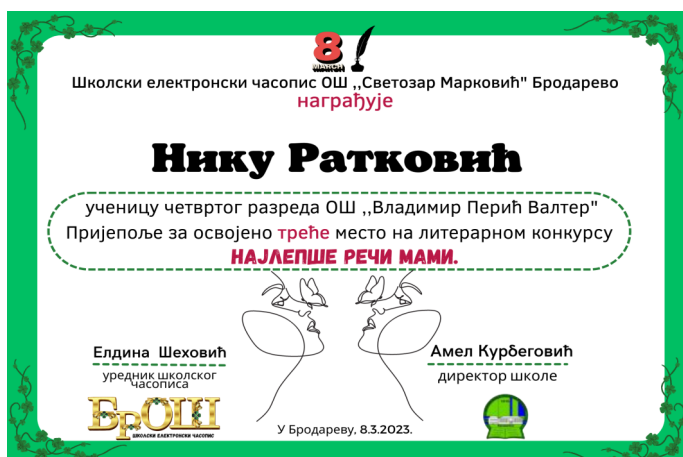 8
MARCH
Школски електронски часопис ОШ ,,Светозар Марковић" Бродарево
награђује
Нику Ратковић
ученицу четвртог разреда ОШ ,,Владимир Перић Валтер"
Пријепоље за освојено треће место на литерарном конкурсу
НАЈЛЕПШЕ РЕЧИ МАМИ.
Елдина Шеховић
уредник школског
часописа
БрОШ
ШКОЛСКИ ЕЛЕКТРОНСКИ ЧАСОПИС
Амел Курбеговић
директор школе
У Бродареву, 8.3.2023.